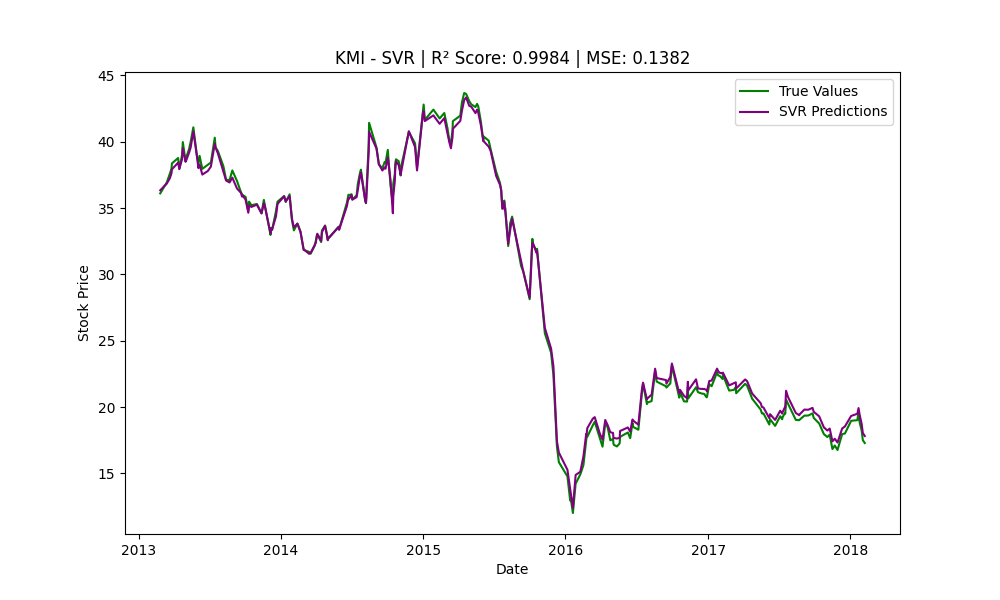 KMI - SVR | R² Score: 0.9984 | MSE: 0.1382
True Values
SVR Predictions
Stock Price
45
40
35
30
25
20
15
2013 2014 2015 2016 2017 2018
Date